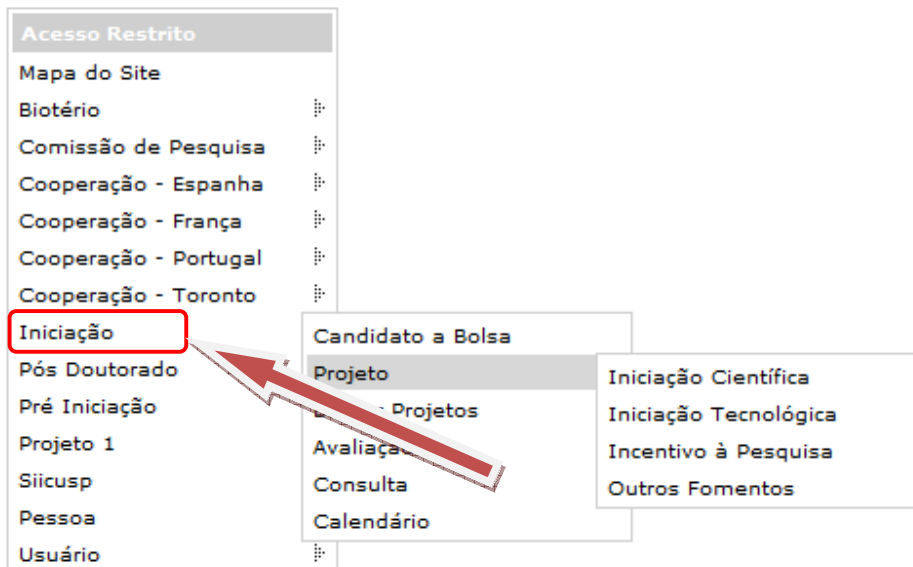 Acesso Restrito
Mapa do Site
Biotério
Comissão de Pesquisa
Cooperação - Espanha
Cooperação - França
Cooperação - Portugal
Cooperação - Toronto
Iniciação
Pós Doutorado
Pré Iniciação
Projeto 1
Siicusp
Pessoa
Usuário
Candidato a Bolsa
Projeto
Projetos
Consulta
Calendário
Iniciação Científica
Iniciação Tecnológica
Incentivo à Pesquisa
Outros Fomentos